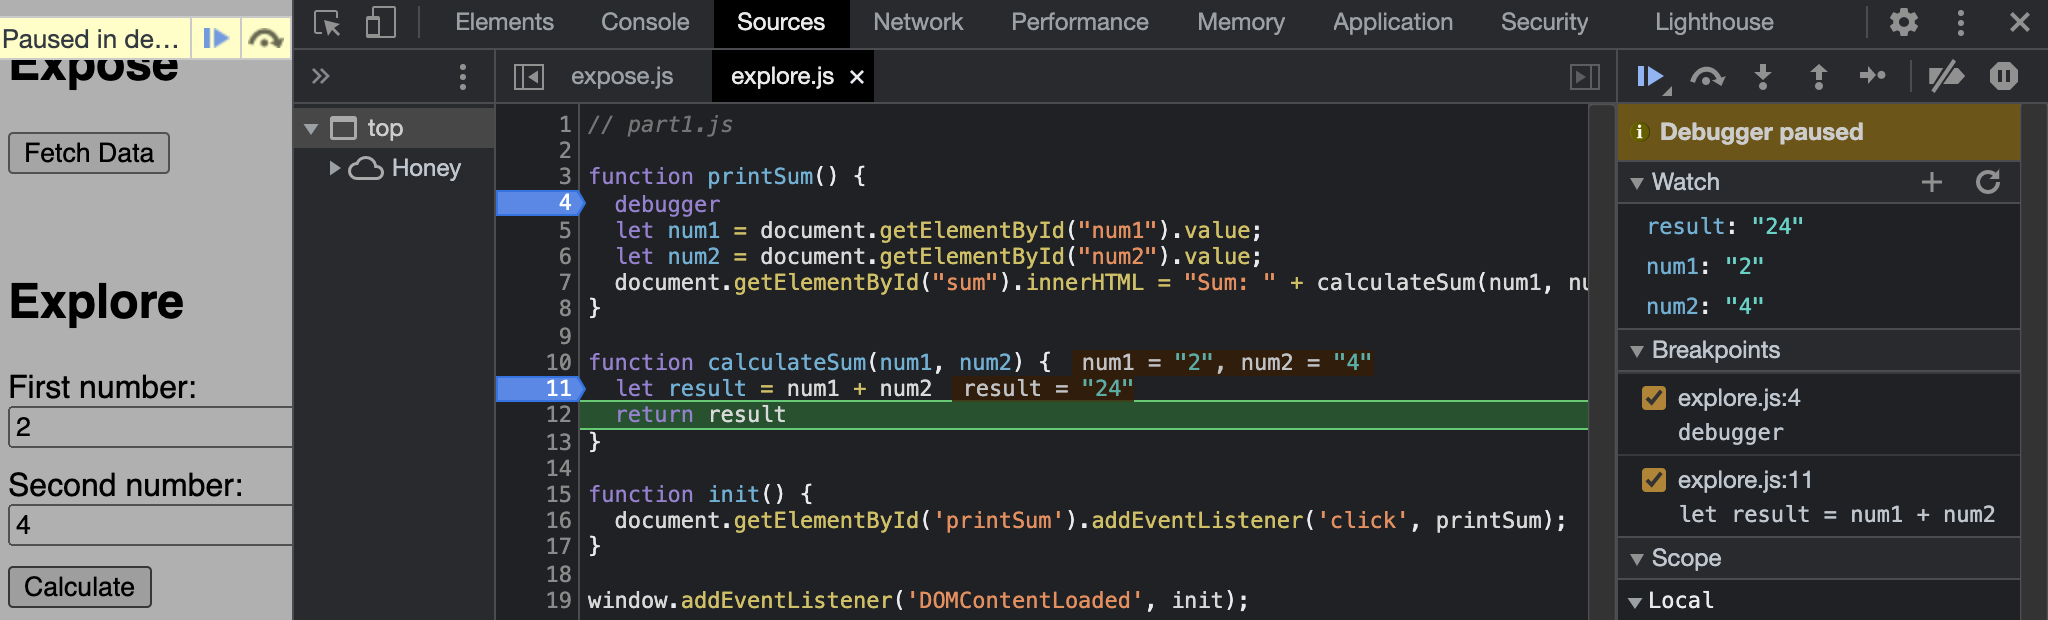 Paused in de...
Expose
Fetch Data
Explore
First number:
2
Second number:
4
Calculate
Elements Console Sources Network Performance Memory Application Security Lighthouse
top
Honey
expose.js explore.js
1 // part1.js
2
3 function printSum() {
4 debugger
5 let num1 = document.getElementById("num1").value;
6 let num2 = document.getElementById("num2").value;
7 document.getElementById("sum").innerHTML = "Sum: " + calculateSum(num1, nu
8 }
9
10 function calculateSum(num1, num2) { num1 = "2", num2 = "4"
11 let result = num1 + num2 result = "24"
12 return result
13 }
14
15 function init() {
16 document.getElementById('printSum').addEventListener('click', printSum);
17 }
18
19 window.addEventListener('DOMContentLoaded', init);
Debugger paused
Watch
result: "24"
num1: "2"
num2: "4"
Breakpoints
explore.js:4
debugger
explore.js:11
let result = num1 + num2
Scope
Local